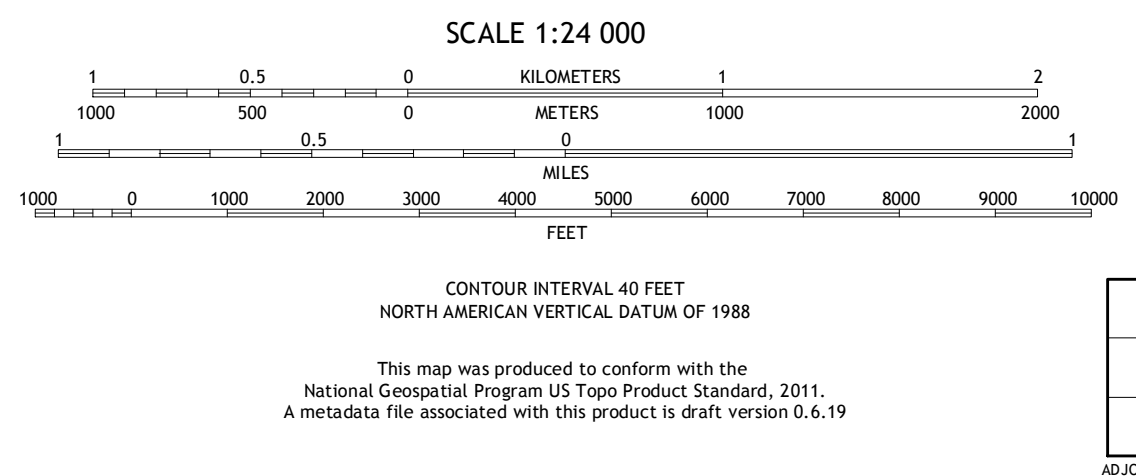 SCALE 1:24 000
1 0.5 0 KILOMETERS 1 2
1000 500 0 METERS 1000 2000
1 0.5 0 1
MILES
1000 0 1000 2000 3000 4000 5000 6000 7000 8000 9000 10000
FEET
CONTOUR INTERVAL 40 FEET
NORTH AMERICAN VERTICAL DATUM OF 1988
This map was produced to conform with the
National Geospatial Program US Topo Product Standard, 2011.
A metadata file associated with this product is draft version 0.6.19